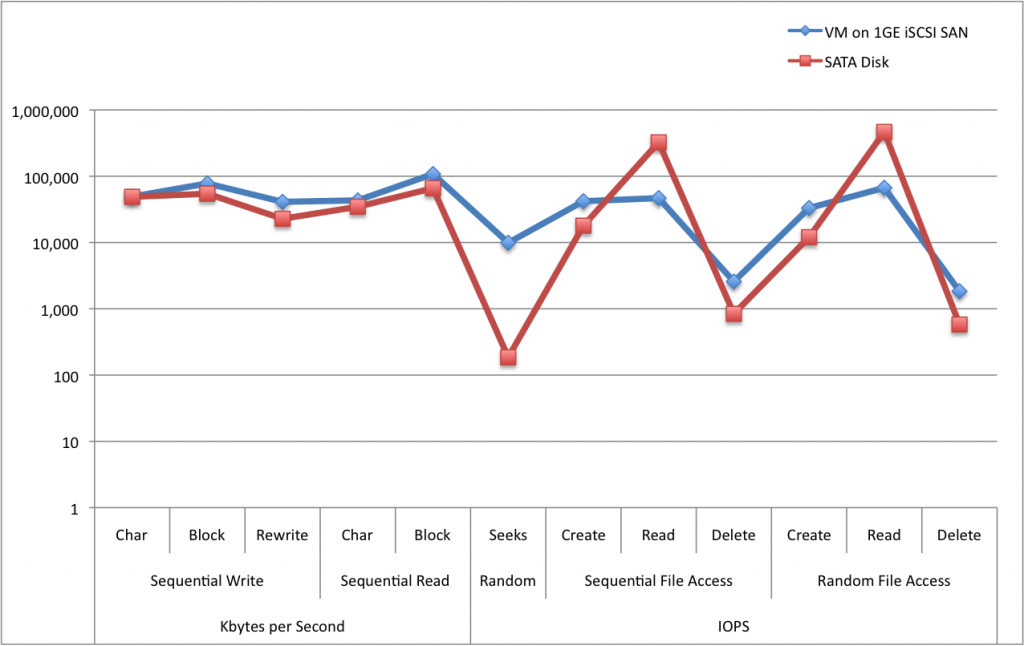 VM on 1GE iSCSI SAN
SATA Disk
1,000,000
100,000
10,000
1,000
100
10
1
Char Block Rewrite Char Block Seeks Create Read Delete Create Read Delete
Sequential Write Sequential Read Random Sequential File Access Random File Access
Kbytes per Second IOPS